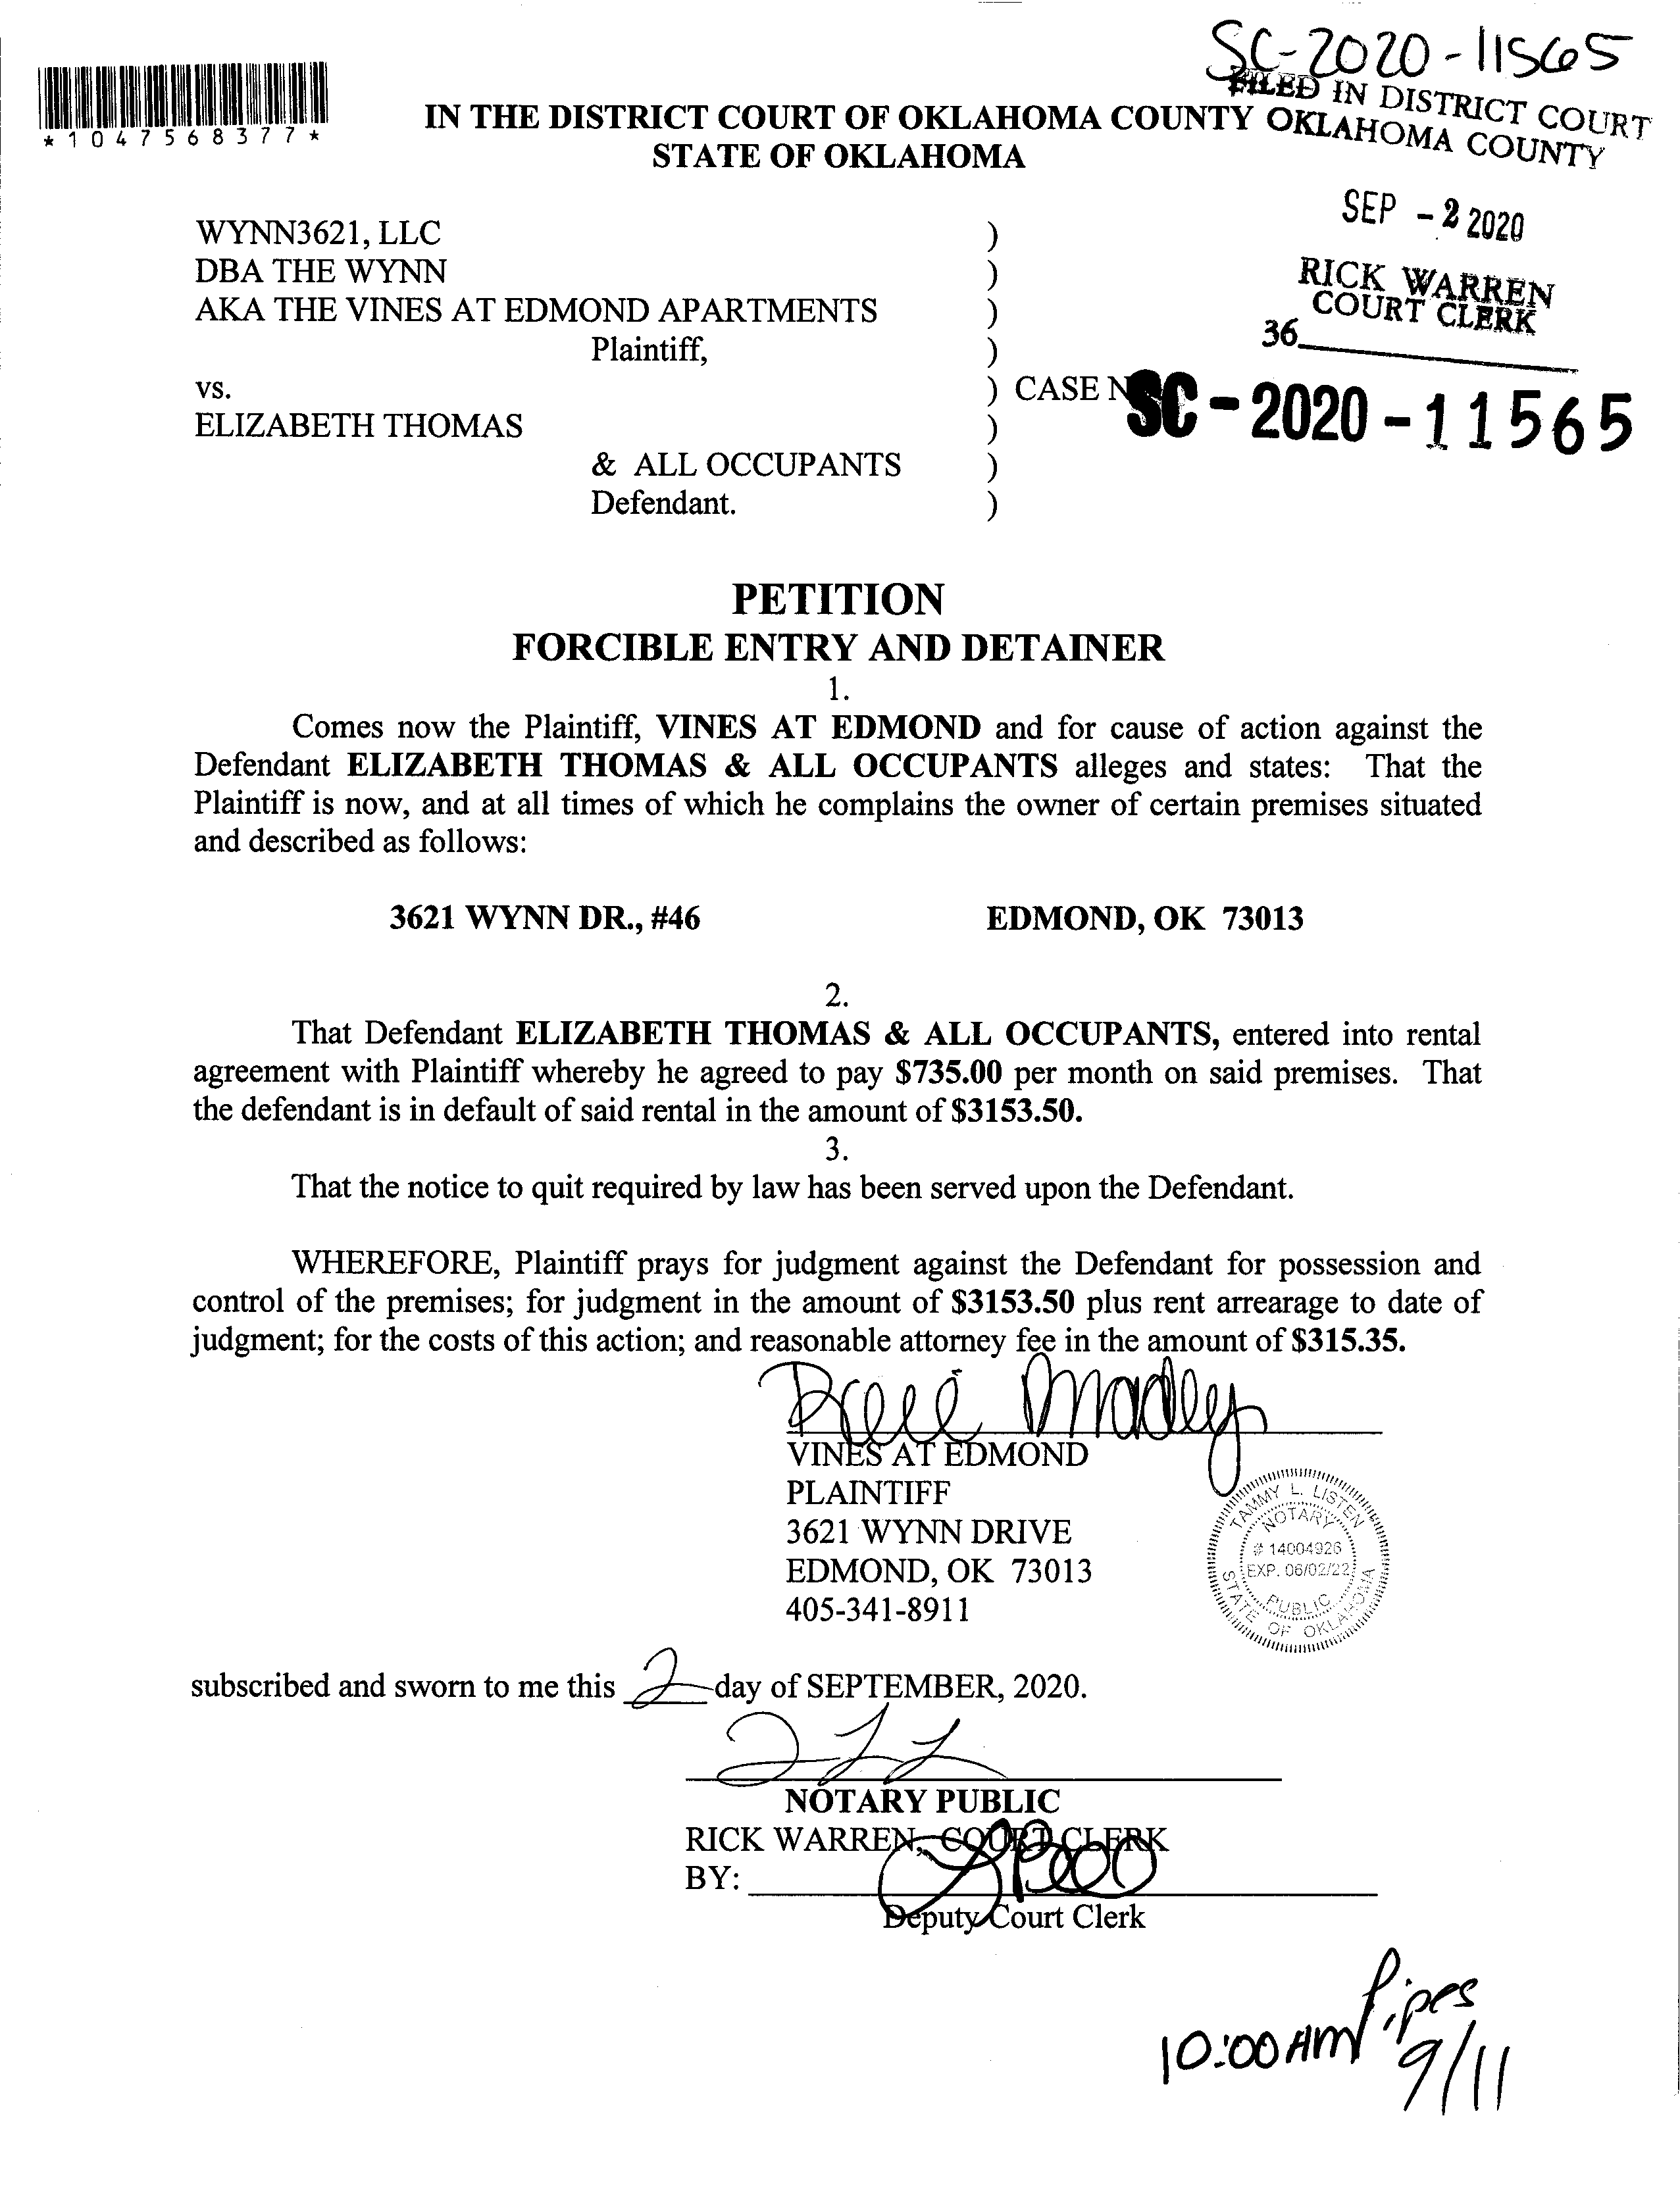 SC-2020-11565
FILED IN DISTRICT COURT
OKLAHOMA COUNTY
*1047568377*
IN THE DISTRICT COURT OF OKLAHOMA COUNTY
STATE OF OKLAHOMA
SEP - 2 2020
RICK WARREN
COURT CLERK
36
WYNN3621, LLC )
DBA THE WYNN )
AKA THE VINES AT EDMOND APARTMENTS )
Plaintiff, )
vs. ) CASE N SC-2020-11565
ELIZABETH THOMAS )
& ALL OCCUPANTS )
Defendant. )
PETITION
FORCIBLE ENTRY AND DETAINER
1.
Comes now the Plaintiff, VINES AT EDMOND and for cause of action against the
Defendant ELIZABETH THOMAS & ALL OCCUPANTS alleges and states: That the
Plaintiff is now, and at all times of which he complains the owner of certain premises situated
and described as follows:
3621 WYNN DR., #46 EDMOND, OK 73013
2.
That Defendant ELIZABETH THOMAS & ALL OCCUPANTS, entered into rental
agreement with Plaintiff whereby he agreed to pay $735.00 per month on said premises. That
the defendant is in default of said rental in the amount of $3153.50.
3.
That the notice to quit required by law has been served upon the Defendant.
WHEREFORE, Plaintiff prays for judgment against the Defendant for possession and
control of the premises; for judgment in the amount of $3153.50 plus rent arrearage to date of
judgment; for the costs of this action; and reasonable attorney fee in the amount of $315.35.
VINES AT EDMOND
PLAINTIFF
3621 WYNN DRIVE
EDMOND, OK 73013
405-341-8911
TAMMY L. LISTEN
NOTARY
# 14004926
EXP. 06/02/22
PUBLIC
STATE OF OKLAHOMA
subscribed and sworn to me this 2 day of SEPTEMBER, 2020.
NOTARY PUBLIC
RICK WARREN, COURT CLERK
BY:
Deputy Court Clerk
Pipes
10:00 AM 9/11